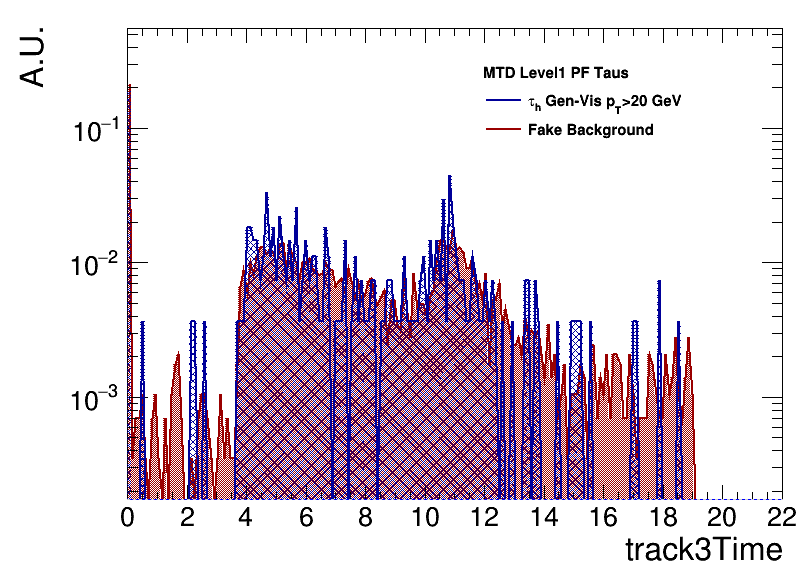 A.U.
MTD Level1 PF Taus
τh Gen-Vis pT>20 GeV
Fake Background
10−1
10−2
10−3
0 2 4 6 8 10 12 14 16 18 20 22
track3Time